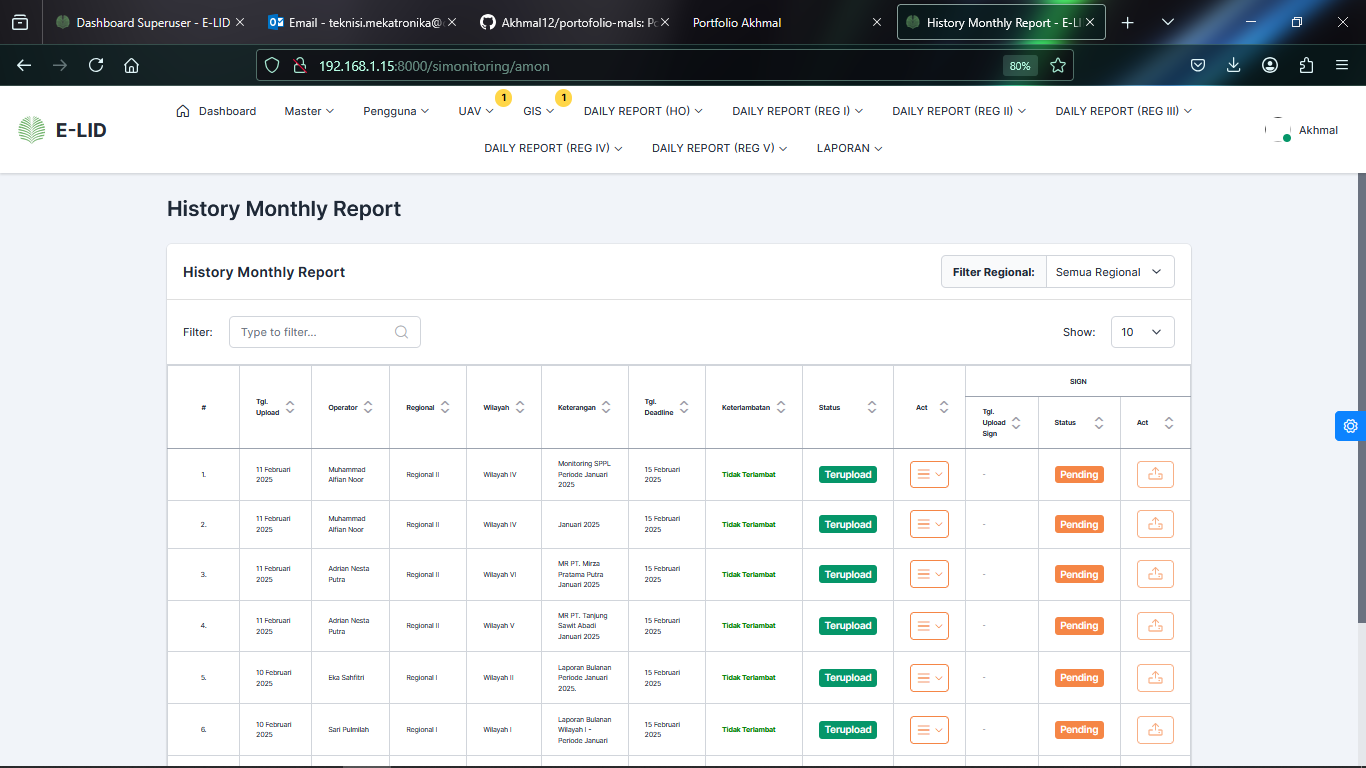 Dashboard Superuser - E-LID
Email - teknisi.mekatronika@
Akhmal12/portofolio-mals: Po
Portfolio Akhmal
History Monthly Report - E-LI
192.168.1.15:8000/simonitoring/amon
80%
E-LID
Dashboard
Master
Pengguna
UAV
1
GIS
1
DAILY REPORT (HO)
DAILY REPORT (REG I)
DAILY REPORT (REG II)
DAILY REPORT (REG III)
DAILY REPORT (REG IV)
DAILY REPORT (REG V)
LAPORAN
Akhmal
History Monthly Report
History Monthly Report
Filter Regional:
Semua Regional
Filter:
Type to filter...
Show:
10
#
Tgl.
Upload
Operator
Regional
Wilayah
Keterangan
Tgl.
Deadline
Keterlambatan
Status
Act
SIGN
Tgl.
Upload
Sign
Status
Act
1.
11 Februari
2025
Muhammad
Alfian Noor
Regional II
Wilayah IV
Monitoring SPPL
Periode Januari
2025
15 Februari
2025
Tidak Terlambat
Terupload
-
Pending
2.
11 Februari
2025
Muhammad
Alfian Noor
Regional II
Wilayah IV
Januari 2025
15 Februari
2025
Tidak Terlambat
Terupload
-
Pending
3.
11 Februari
2025
Adrian Nesta
Putra
Regional II
Wilayah VI
MR PT. Mirza
Pratama Putra
Januari 2025
15 Februari
2025
Tidak Terlambat
Terupload
-
Pending
4.
11 Februari
2025
Adrian Nesta
Putra
Regional II
Wilayah V
MR PT. Tanjung
Sawit Abadi
Januari 2025
15 Februari
2025
Tidak Terlambat
Terupload
-
Pending
5.
10 Februari
2025
Eka Sahfitri
Regional I
Wilayah II
Laporan Bulanan
Periode Januari
2025.
15 Februari
2025
Tidak Terlambat
Terupload
-
Pending
6.
10 Februari
2025
Sari Pulmilah
Regional I
Wilayah I
Laporan Bulanan
Wilayah I -
Periode Januari
15 Februari
2025
Tidak Terlambat
Terupload
-
Pending